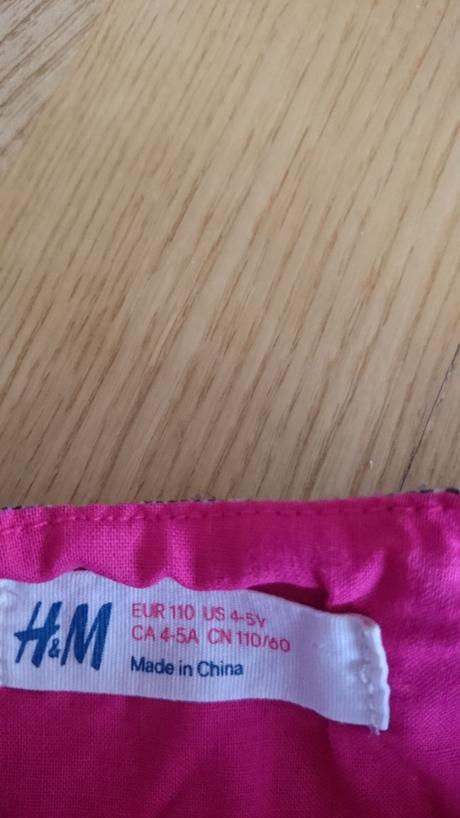 H&M
EUR 110 US 4-5Y
CA 4-5A CN 110/60
Made in China